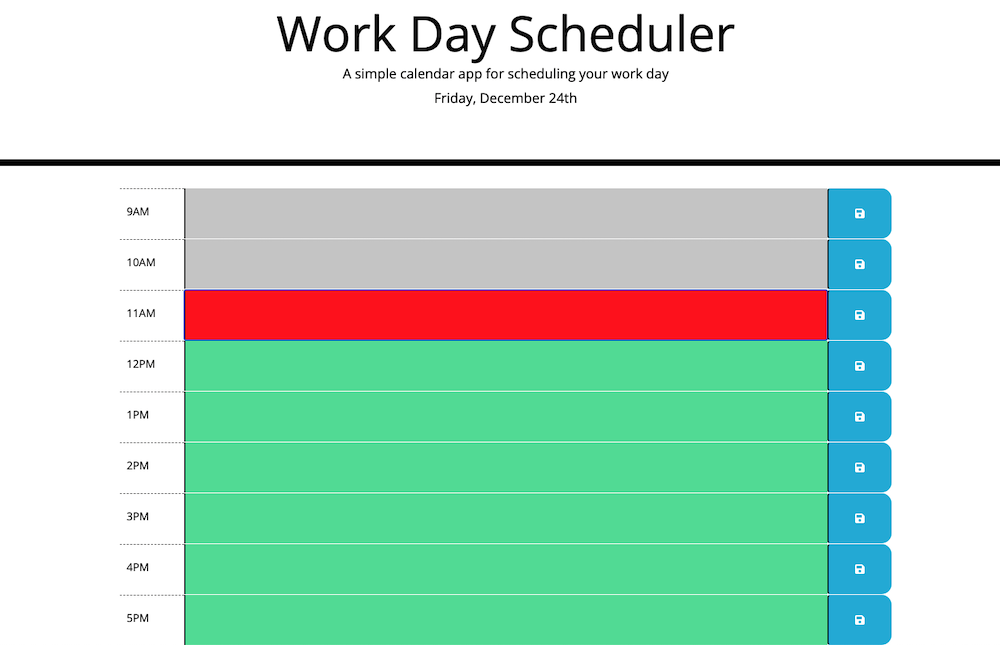 Work Day Scheduler
A simple calendar app for scheduling your work day
Friday, December 24th
9AM
10AM
11AM
12PM
1PM
2PM
3PM
4PM
5PM